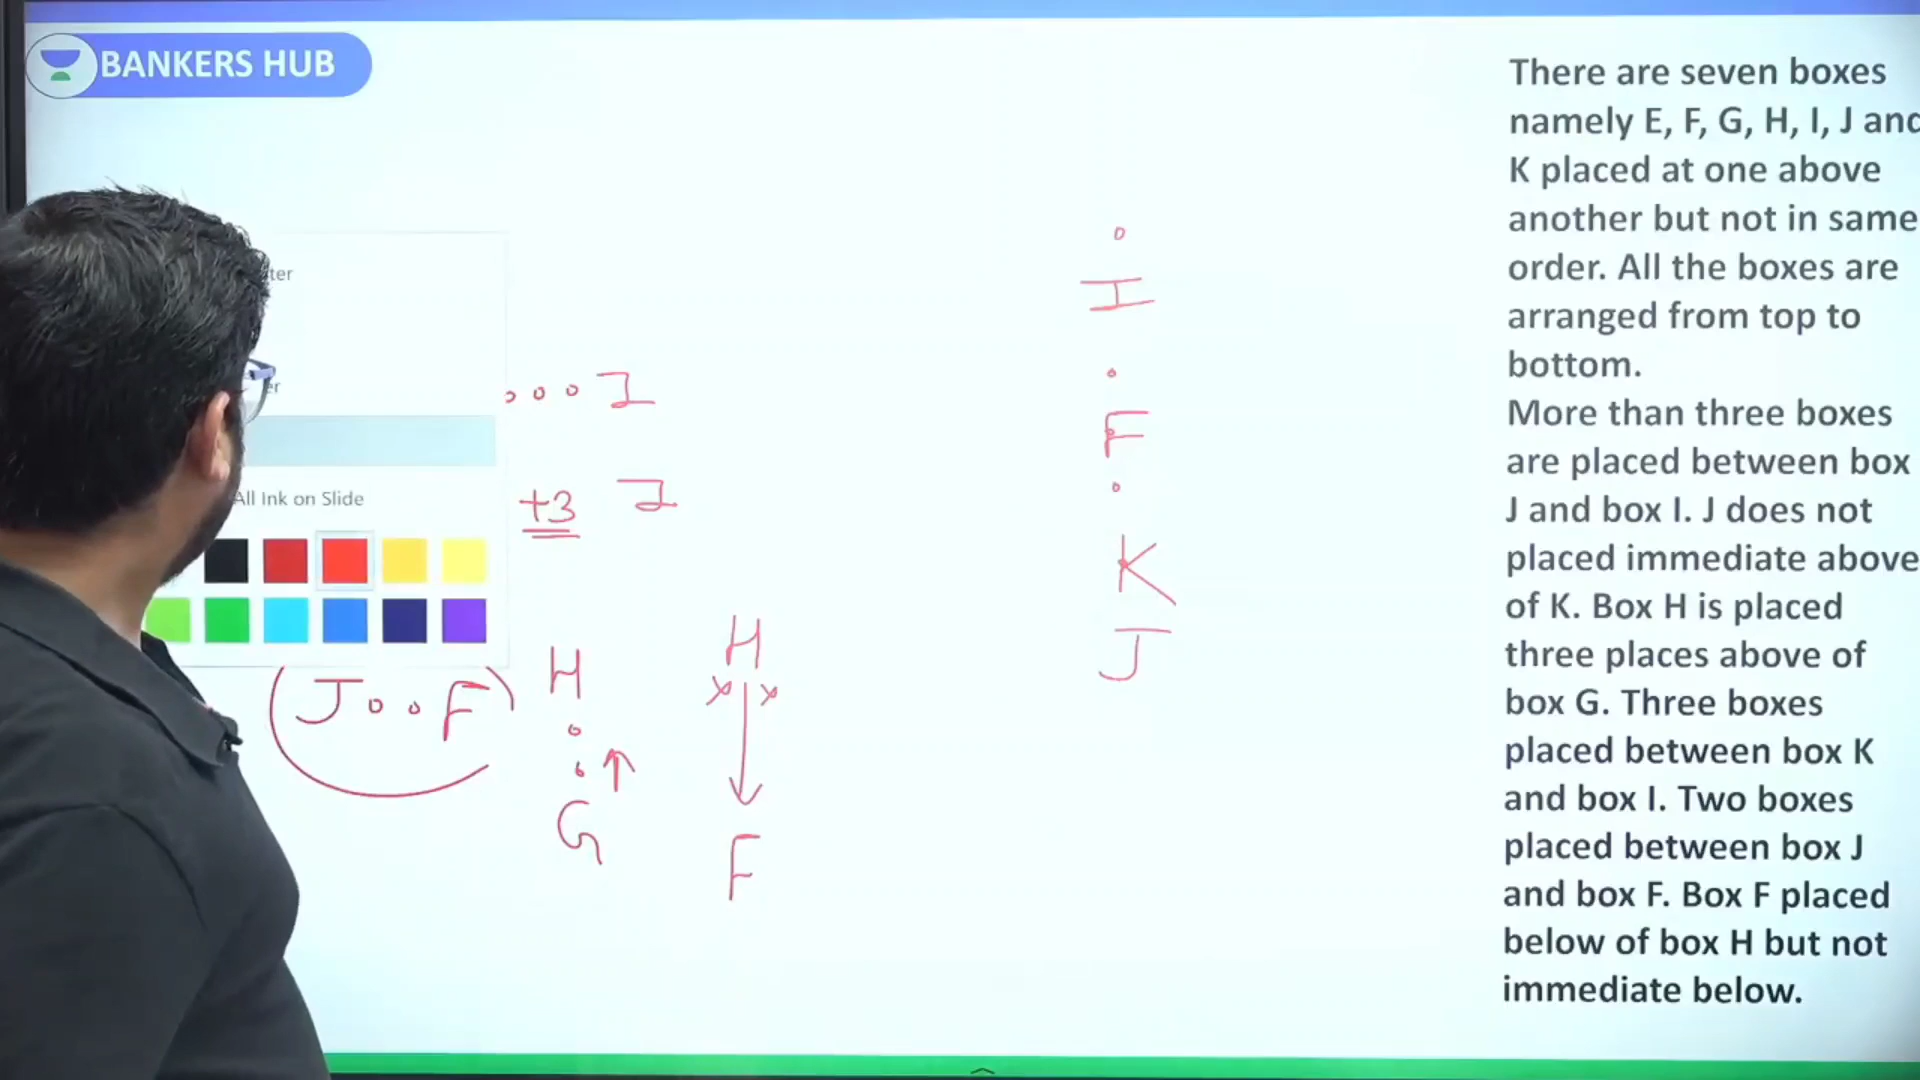 BANKERS HUB
There are seven boxes
namely E, F, G, H, I, J and
K placed at one above
another but not in same
order. All the boxes are
arranged from top to
bottom.
More than three boxes
are placed between box
J and box I. J does not
placed immediate above
of K. Box H is placed
three places above of
box G. Three boxes
placed between box K
and box I. Two boxes
placed between box J
and box F. Box F placed
below of box H but not
immediate below.
I
F
K
J
I
All Ink on Slide
+3
J F
H
G
H
F